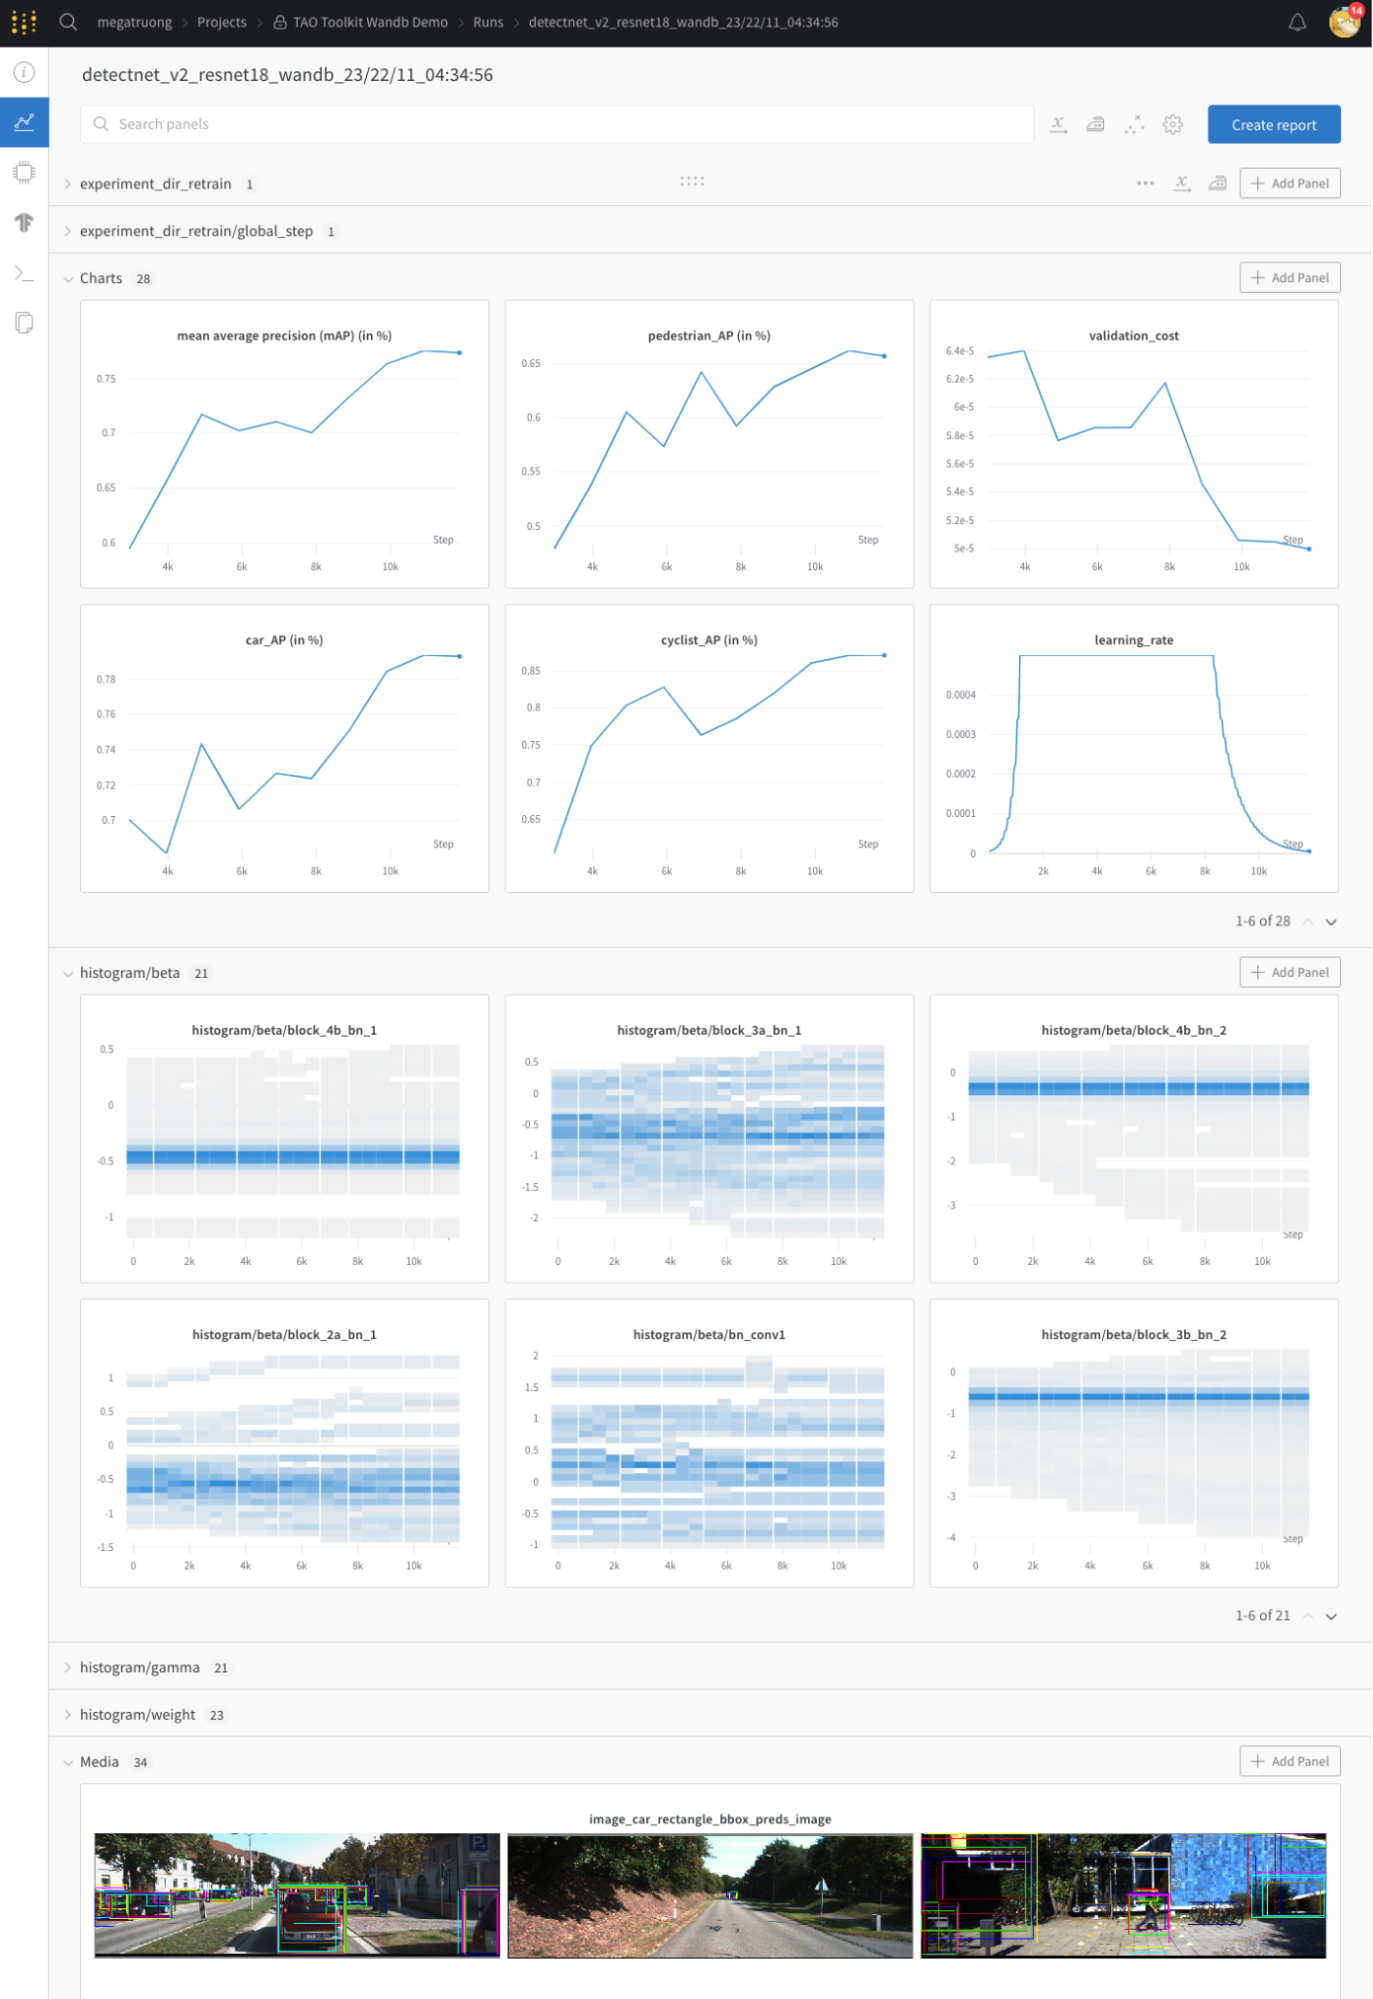 megatruong > Projects > TAO Toolkit Wandb Demo > Runs > detectnet_v2_resnet18_wandb_23/22/11_04:34:56
14
detectnet_v2_resnet18_wandb_23/22/11_04:34:56
Search panels
Create report
experiment_dir_retrain 1
Add Panel
experiment_dir_retrain/global_step 1
Charts 28
Add Panel
mean average precision (mAP) (in %)
0.75
0.7
0.65
0.6
Step
4k 6k 8k 10k
pedestrian_AP (in %)
0.65
0.6
0.55
0.5
Step
4k 6k 8k 10k
validation_cost
6.4e-5
6.2e-5
6e-5
5.8e-5
5.6e-5
5.4e-5
5.2e-5
5e-5
Step
4k 6k 8k 10k
car_AP (in %)
0.78
0.76
0.74
0.72
0.7
Step
4k 6k 8k 10k
cyclist_AP (in %)
0.85
0.8
0.75
0.7
0.65
Step
4k 6k 8k 10k
learning_rate
0.0004
0.0003
0.0002
0.0001
0
Step
2k 4k 6k 8k 10k
1-6 of 28
histogram/beta 21
Add Panel
histogram/beta/block_4b_bn_1
0.5
0
-0.5
-1
0 2k 4k 6k 8k 10k
histogram/beta/block_3a_bn_1
0.5
0
-0.5
-1
-1.5
-2
0 2k 4k 6k 8k 10k
histogram/beta/block_4b_bn_2
0
-1
-2
-3
Step
0 2k 4k 6k 8k 10k
histogram/beta/block_2a_bn_1
1
0.5
0
-0.5
-1
-1.5
0 2k 4k 6k 8k 10k
histogram/beta/bn_conv1
2
1.5
1
0.5
0
-0.5
-1
0 2k 4k 6k 8k 10k
histogram/beta/block_3b_bn_2
0
-1
-2
-3
-4
Step
0 2k 4k 6k 8k 10k
1-6 of 21
histogram/gamma 21
histogram/weight 23
Media 34
Add Panel
image_car_rectangle_bbox_preds_image
P